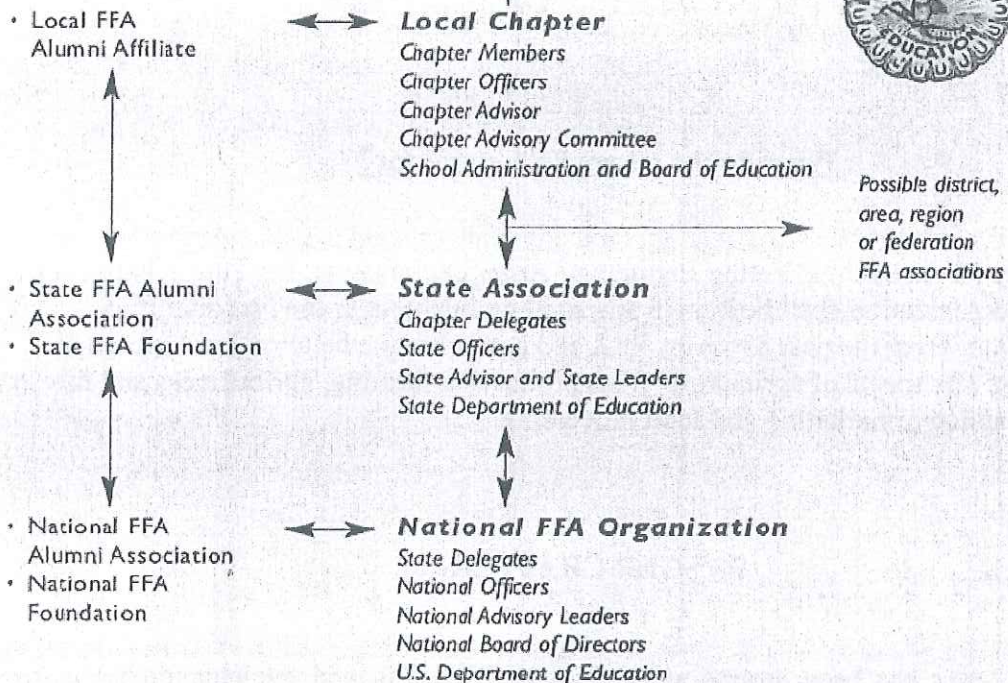 • Local FFA
Alumni Affiliate
Local Chapter
Chapter Members
Chapter Officers
Chapter Advisor
Chapter Advisory Committee
School Administration and Board of Education
EDUCATION
Possible district,
area, region
or federation
FFA associations
• State FFA Alumni
Association
• State FFA Foundation
State Association
Chapter Delegates
State Officers
State Advisor and State Leaders
State Department of Education
• National FFA
Alumni Association
• National FFA
Foundation
National FFA Organization
State Delegates
National Officers
National Advisory Leaders
National Board of Directors
U.S. Department of Education